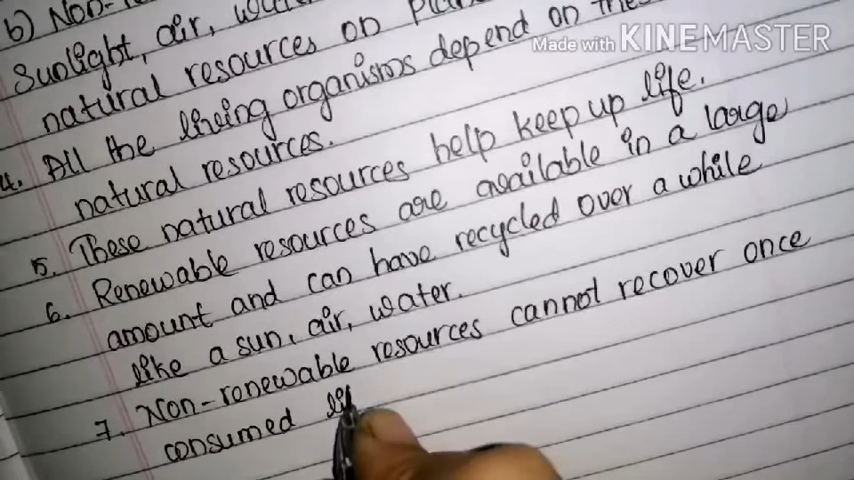 b) Non-
Sunlight, air,
natural resources on
4. All the liveing organisms depend on
natural resources.
5. These natural resources help keep up life.
6. Renewable resources are available in a large
amount and can have recycled over a while
like a sun, air, water.
7. Non-renewable resources cannot recover once
consumed
Made with KINEMASTER